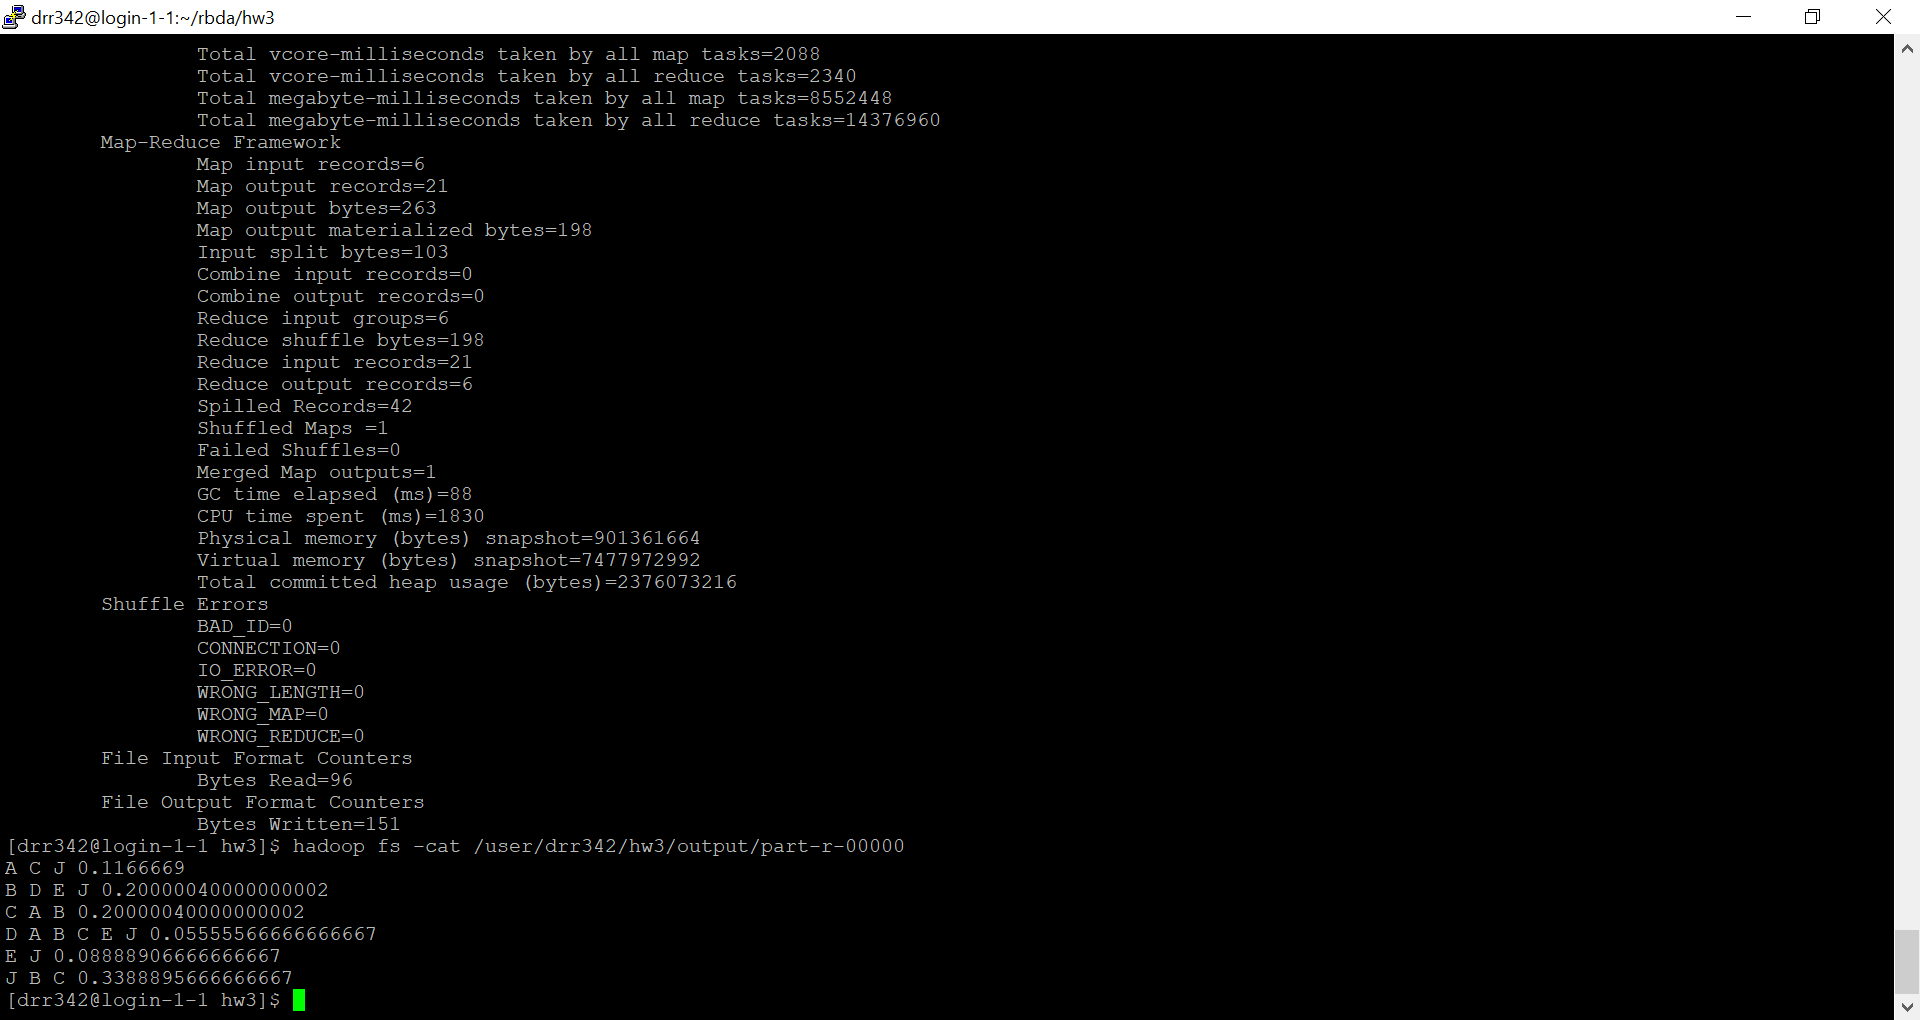 drr342@login-1-1:~/rbda/hw3
Total vcore-milliseconds taken by all map tasks=2088
Total vcore-milliseconds taken by all reduce tasks=2340
Total megabyte-milliseconds taken by all map tasks=8552448
Total megabyte-milliseconds taken by all reduce tasks=14376960
Map-Reduce Framework
Map input records=6
Map output records=21
Map output bytes=263
Map output materialized bytes=198
Input split bytes=103
Combine input records=0
Combine output records=0
Reduce input groups=6
Reduce shuffle bytes=198
Reduce input records=21
Reduce output records=6
Spilled Records=42
Shuffled Maps =1
Failed Shuffles=0
Merged Map outputs=1
GC time elapsed (ms)=88
CPU time spent (ms)=1830
Physical memory (bytes) snapshot=901361664
Virtual memory (bytes) snapshot=7477972992
Total committed heap usage (bytes)=2376073216
Shuffle Errors
BAD_ID=0
CONNECTION=0
IO_ERROR=0
WRONG_LENGTH=0
WRONG_MAP=0
WRONG_REDUCE=0
File Input Format Counters
Bytes Read=96
File Output Format Counters
Bytes Written=151
[drr342@login-1-1 hw3]$ hadoop fs -cat /user/drr342/hw3/output/part-r-00000
A C J 0.1166669
B D E J 0.20000040000000002
C A B 0.20000040000000002
D A B C E J 0.05555566666666667
E J 0.08888906666666667
J B C 0.3388895666666667
[drr342@login-1-1 hw3]$